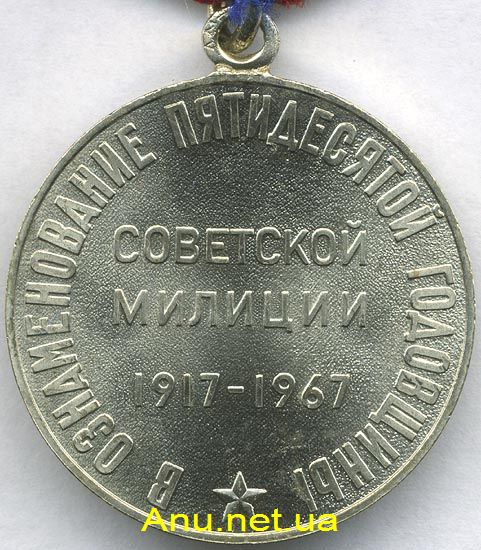 В ОЗНАМЕНОВАНИЕ ПЯТИДЕСЯТОЙ ГОДОВЩИНЫ
СОВЕТСКОЙ
МИЛИЦИИ
1917-1967
Anu.net.ua